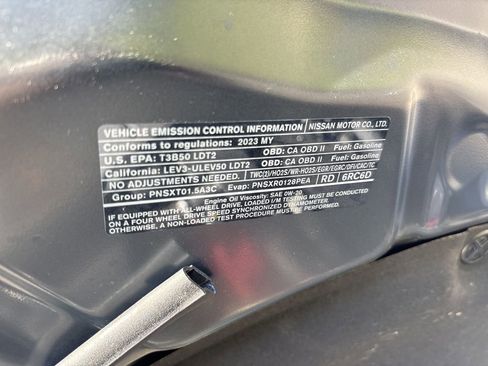 VEHICLE EMISSION CONTROL INFORMATION NISSAN MOTOR CO., LTD.
Conforms to regulations: 2023 MY
U.S. EPA: T3B50 LDT2 OBD: CA OBD II Fuel: Gasoline
California: LEV3-ULEV50 LDT2 OBD: CA OBD II Fuel: Gasoline
NO ADJUSTMENTS NEEDED. TWC(2)/HO2S/WR-HO2S/EGR/EGRC/DFI/CAC/TC
Group: PNSXT01.5A3C Evap: PNSXR0128PEA RD 6RC6D
ENGINE OIL VISCOSITY: SAE 0W-20
IF EQUIPPED WITH ALL-WHEEL DRIVE, LOADED I/M TESTING MUST BE CONDUCTED
ON A FOUR WHEEL DRIVE SPEED BASED DYNAMOMETER.
OTHERWISE, A NON-LOADED TEST PROCEDURE MUST BE PERFORMED.